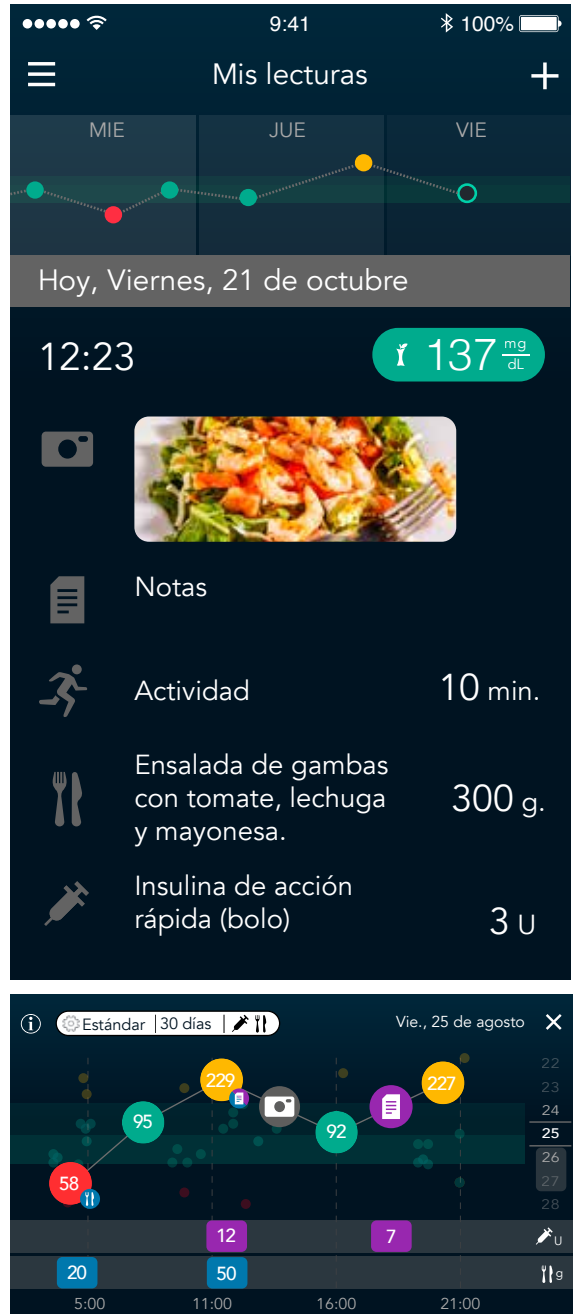 9:41
100%
Mis lecturas
MIE
JUE
VIE
Hoy, Viernes, 21 de octubre
12:23
137 mg/dL
Notas
Actividad
10 min.
Ensalada de gambas
con tomate, lechuga
y mayonesa.
300 g.
Insulina de acción
rápida (bolo)
3 U
Estándar
30 días
Vie., 25 de agosto
22
23
24
25
26
27
28
229
227
95
92
58
12
7
U
20
50
g
5:00
11:00
16:00
21:00